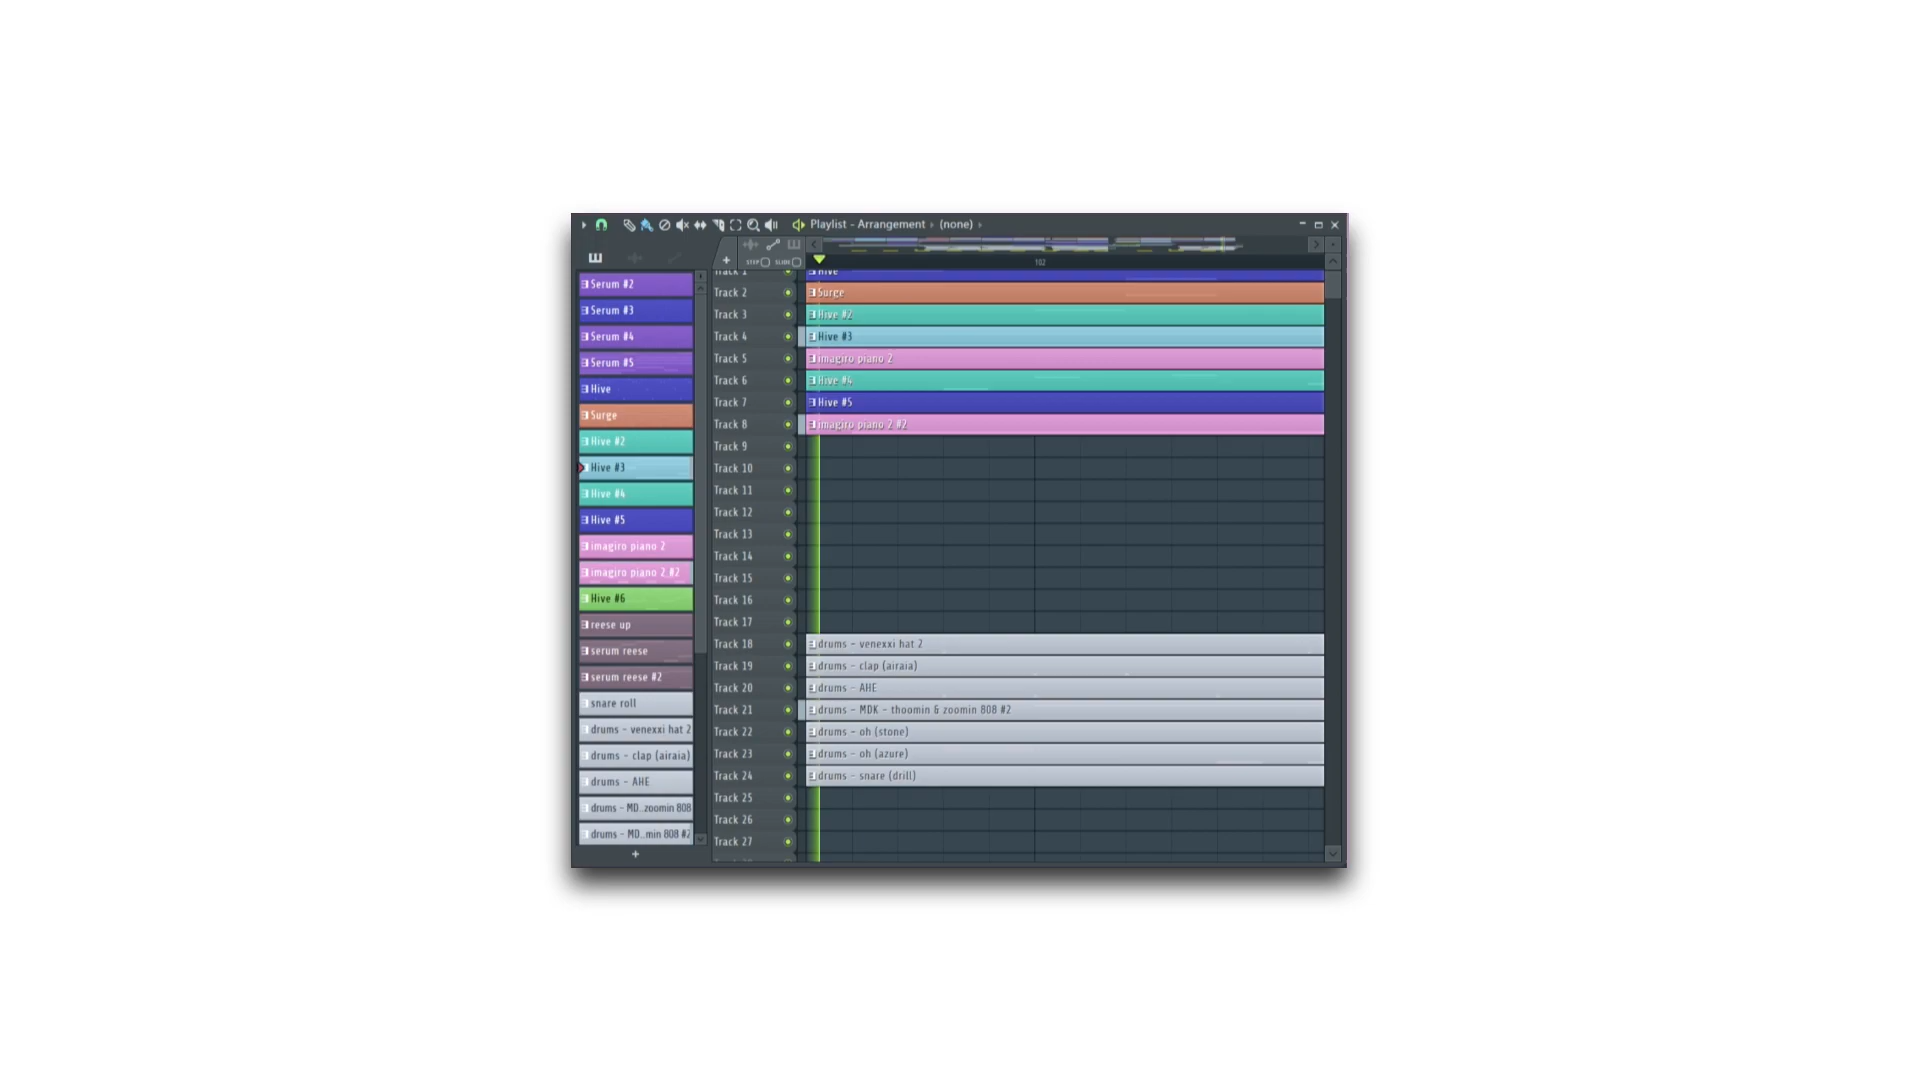 Playlist - Arrangement › (none) ›
STEP SLIDE
102
Serum #2
Serum #3
Serum #4
Serum #5
Hive
Surge
Hive #2
Hive #3
Hive #4
Hive #5
imagiro piano 2
imagiro piano 2 #2
Hive #6
reese up
serum reese
serum reese #2
snare roll
drums - venexxi hat 2
drums - clap (airaia)
drums - AHE
drums - MD..zoomin 808
drums - MD..min 808 #2
+
Track 1 Hive
Track 2 Surge
Track 3 Hive #2
Track 4 Hive #3
Track 5 imagiro piano 2
Track 6 Hive #4
Track 7 Hive #5
Track 8 imagiro piano 2 #2
Track 9
Track 10
Track 11
Track 12
Track 13
Track 14
Track 15
Track 16
Track 17
Track 18 drums - venexxi hat 2
Track 19 drums - clap (airaia)
Track 20 drums - AHE
Track 21 drums - MDK - thoomin & zoomin 808 #2
Track 22 drums - oh (stone)
Track 23 drums - oh (azure)
Track 24 drums - snare (drill)
Track 25
Track 26
Track 27